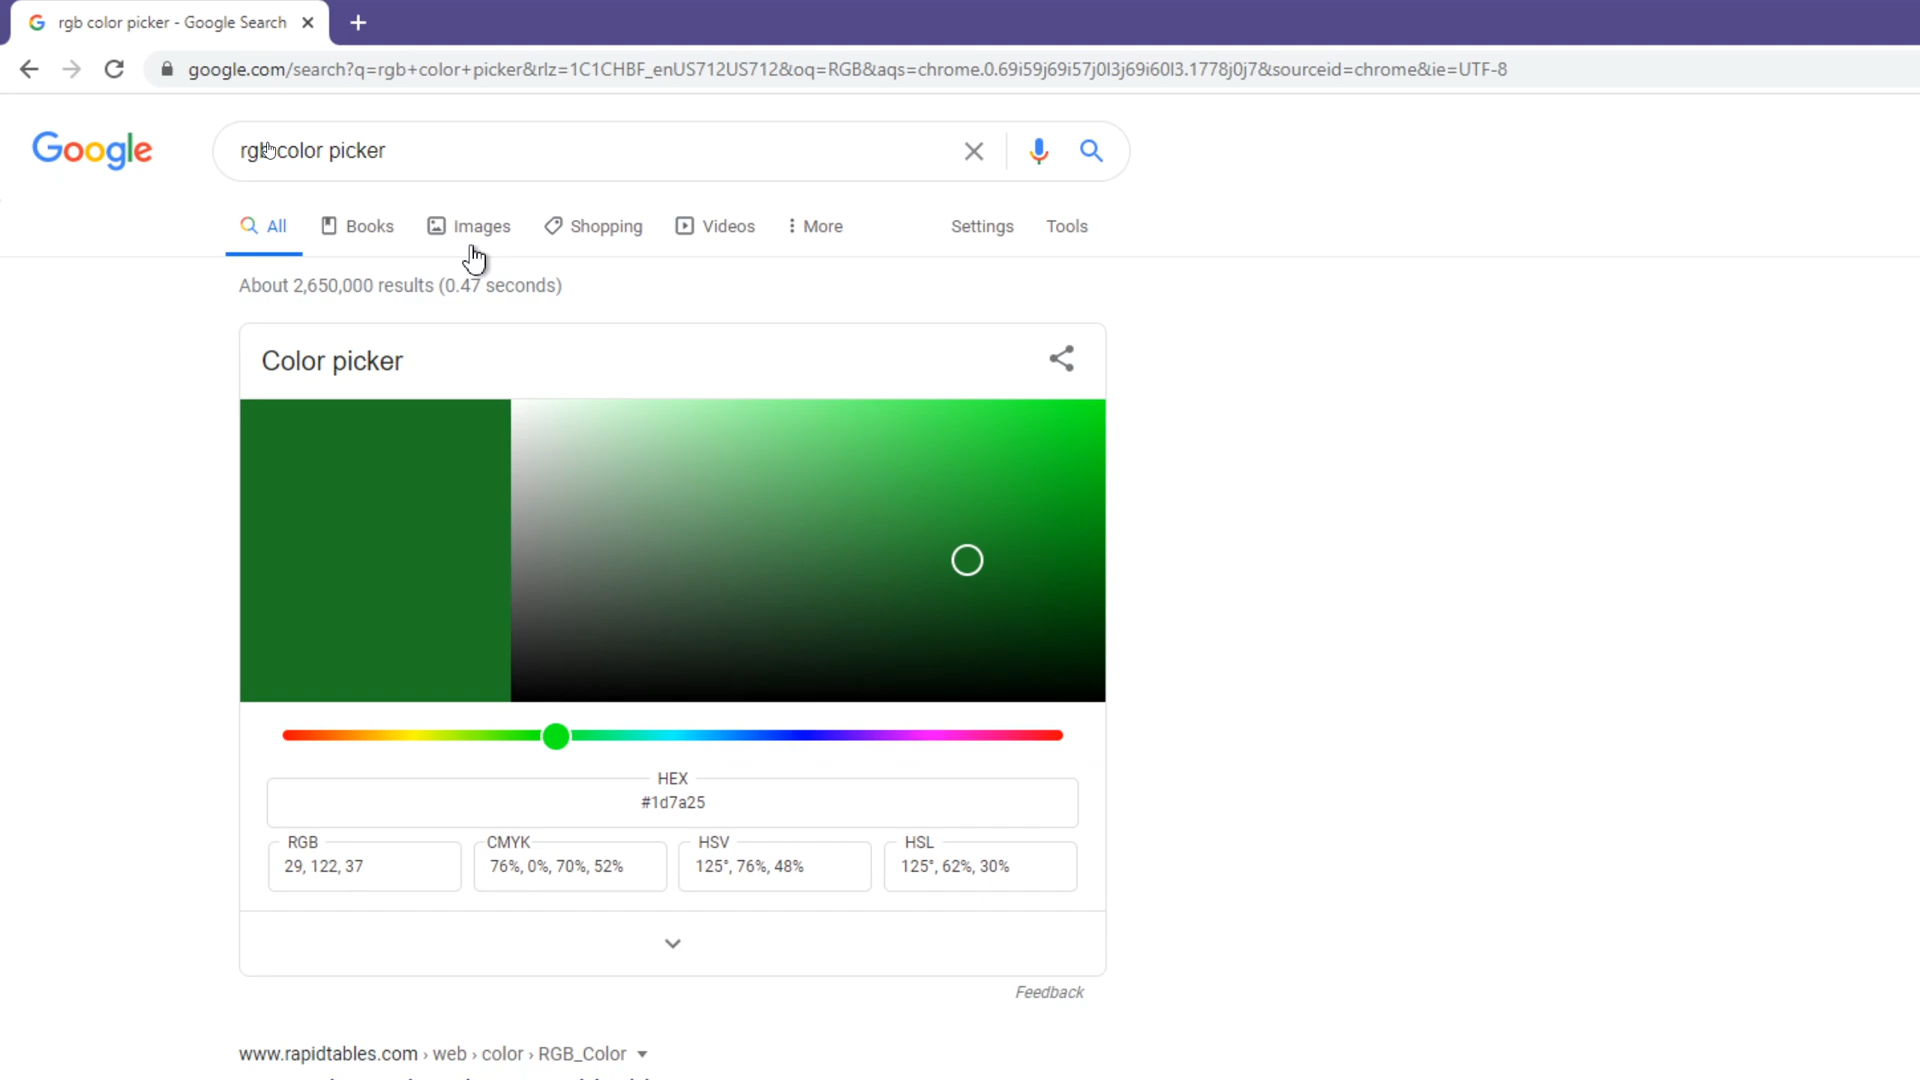 rgb color picker - Google Search
google.com/search?q=rgb+color+picker&rlz=1C1CHBF_enUS712US712&oq=RGB&aqs=chrome.0.69i59j69i57j0l3j69i60l3.1778j0j7&sourceid=chrome&ie=UTF-8
Google
rgb color picker
All Books Images Shopping Videos More Settings Tools
About 2,650,000 results (0.47 seconds)
Color picker
HEX
#1d7a25
RGB CMYK HSV HSL
29, 122, 37 76%, 0%, 70%, 52% 125°, 76%, 48% 125°, 62%, 30%
Feedback
www.rapidtables.com › web › color › RGB_Color